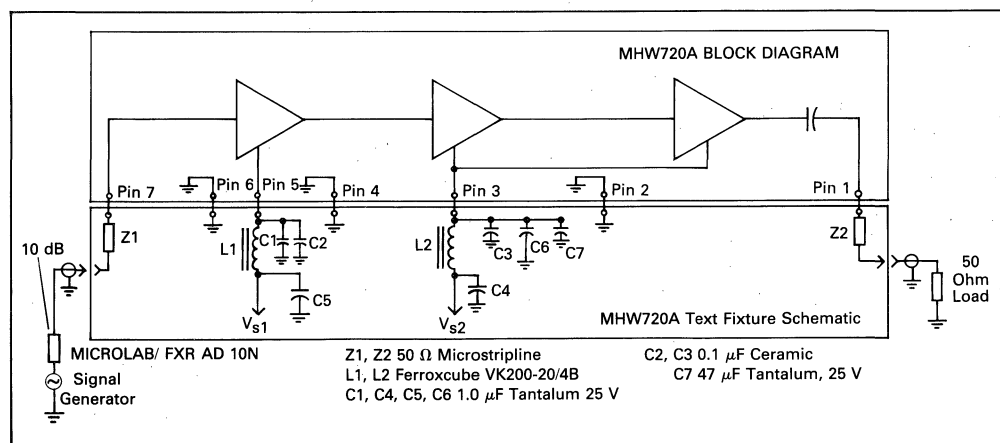 MHW720A BLOCK DIAGRAM
Pin 7
Pin 6
Pin 5
Pin 4
Pin 3
Pin 2
Pin 1
10 dB
Z1
L1
C1
C2
C5
Vs1
L2
C3
C6
C7
C4
Vs2
Z2
50
Ohm
Load
MHW720A Text Fixture Schematic
MICROLAB/ FXR AD 10N
Signal
Generator
Z1, Z2 50 Ω Microstripline
L1, L2 Ferroxcube VK200-20/4B
C1, C4, C5, C6 1.0 μF Tantalum 25 V
C2, C3 0.1 μF Ceramic
C7 47 μF Tantalum, 25 V